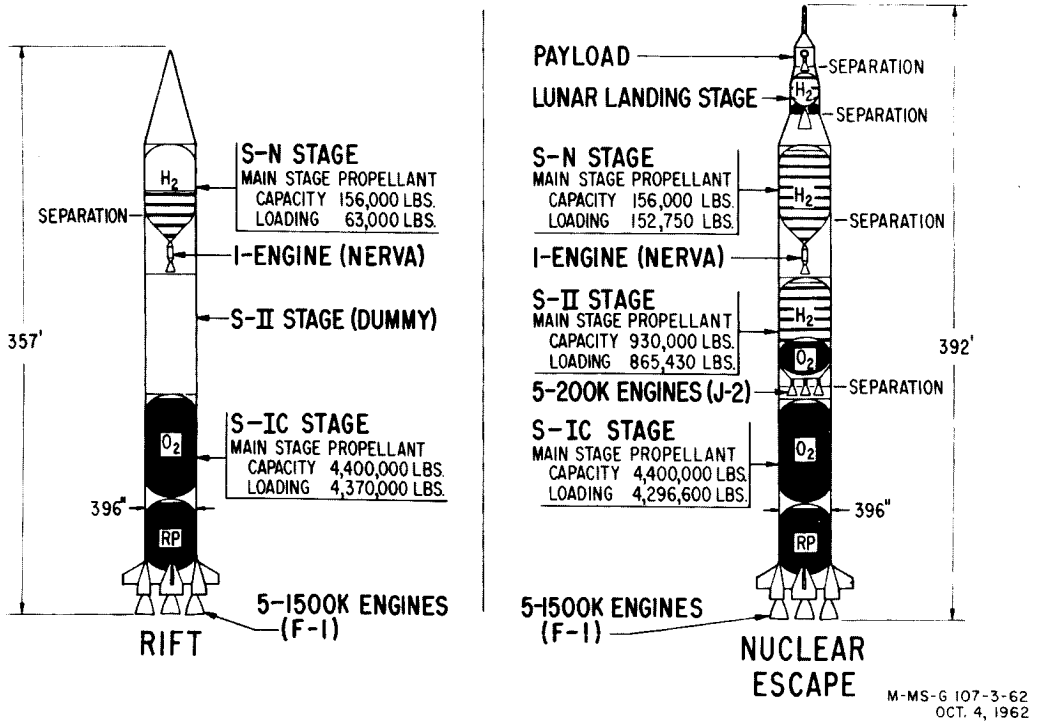 S-N STAGE
MAIN STAGE PROPELLANT
CAPACITY 156,000 LBS.
LOADING 63,000 LBS.
H2
SEPARATION
1-ENGINE (NERVA)
S-II STAGE (DUMMY)
357'
S-IC STAGE
MAIN STAGE PROPELLANT
CAPACITY 4,400,000 LBS.
LOADING 4,370,000 LBS.
O2
396"
RP
5-1500K ENGINES
(F-1)
RIFT
PAYLOAD
SEPARATION
LUNAR LANDING STAGE
H2
SEPARATION
S-N STAGE
MAIN STAGE PROPELLANT
CAPACITY 156,000 LBS.
LOADING 152,750 LBS.
H2
SEPARATION
1-ENGINE (NERVA)
S-II STAGE
MAIN STAGE PROPELLANT
CAPACITY 930,000 LBS.
LOADING 865,430 LBS.
H2
O2
392'
5-200K ENGINES (J-2)
SEPARATION
S-IC STAGE
MAIN STAGE PROPELLANT
CAPACITY 4,400,000 LBS.
LOADING 4,296,600 LBS.
O2
396"
RP
5-1500K ENGINES
(F-1)
NUCLEAR
ESCAPE
M-MS-G 107-3-62
OCT. 4, 1962